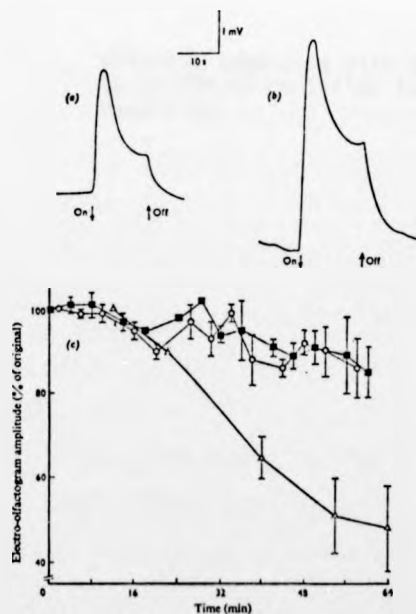 1 mV
10 s
(a)
(b)
On
Off
On
Off
(c)
Electro-olfactogram amplitude (% of original)
100
80
60
40
0
16
32
48
64
Time (min)